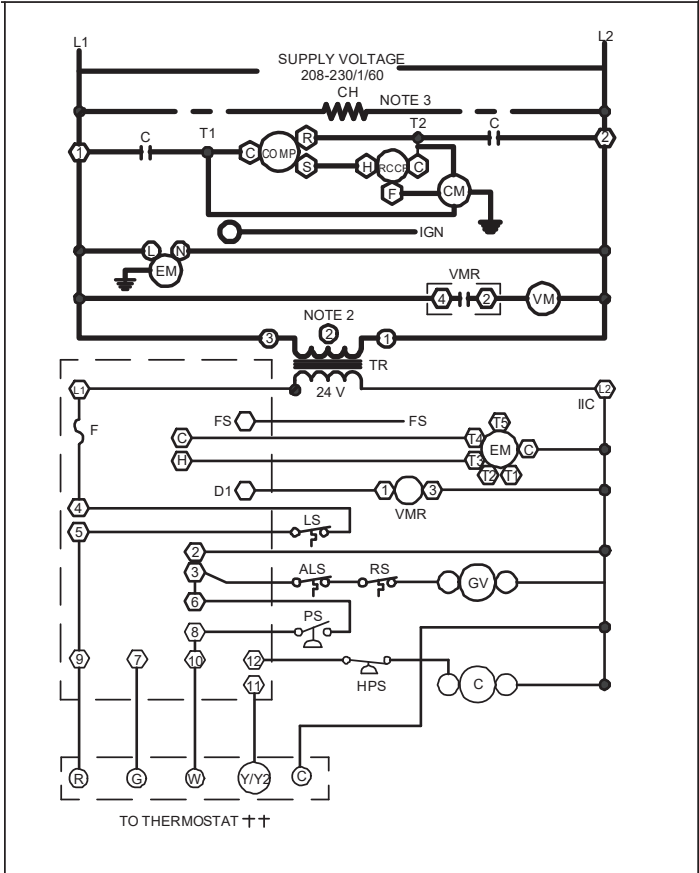 L1 L2
SUPPLY VOLTAGE
208-230/1/60
CH NOTE 3
C T1 T2 C
1 C COMP R 2
S H RCCP C
F CM
IGN
L N
EM VMR
4 2 VM
NOTE 2
3 2 1
TR
L1 24 V L2
IIC
FS FS T5
F C T4 EM C
H T3
T2 T1
D1 1 3
4 VMR
5 LS
2
3 ALS RS GV
6
PS
8
9 7 10 12
HPS C
11
R G W Y/Y2 C
TO THERMOSTAT ††